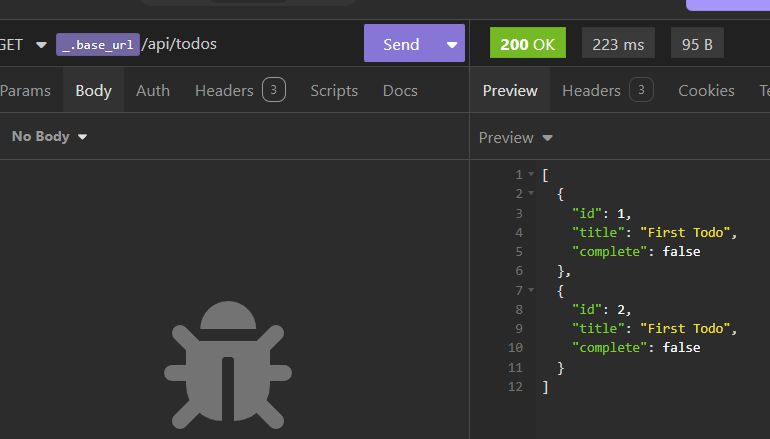 GET _.base_url /api/todos Send 200 OK 223 ms 95 B
Params Body Auth Headers 3 Scripts Docs
Preview Headers 3 Cookies
No Body
Preview
1 [
2 {
3 "id": 1,
4 "title": "First Todo",
5 "complete": false
6 },
7 {
8 "id": 2,
9 "title": "First Todo",
10 "complete": false
11 }
12 ]